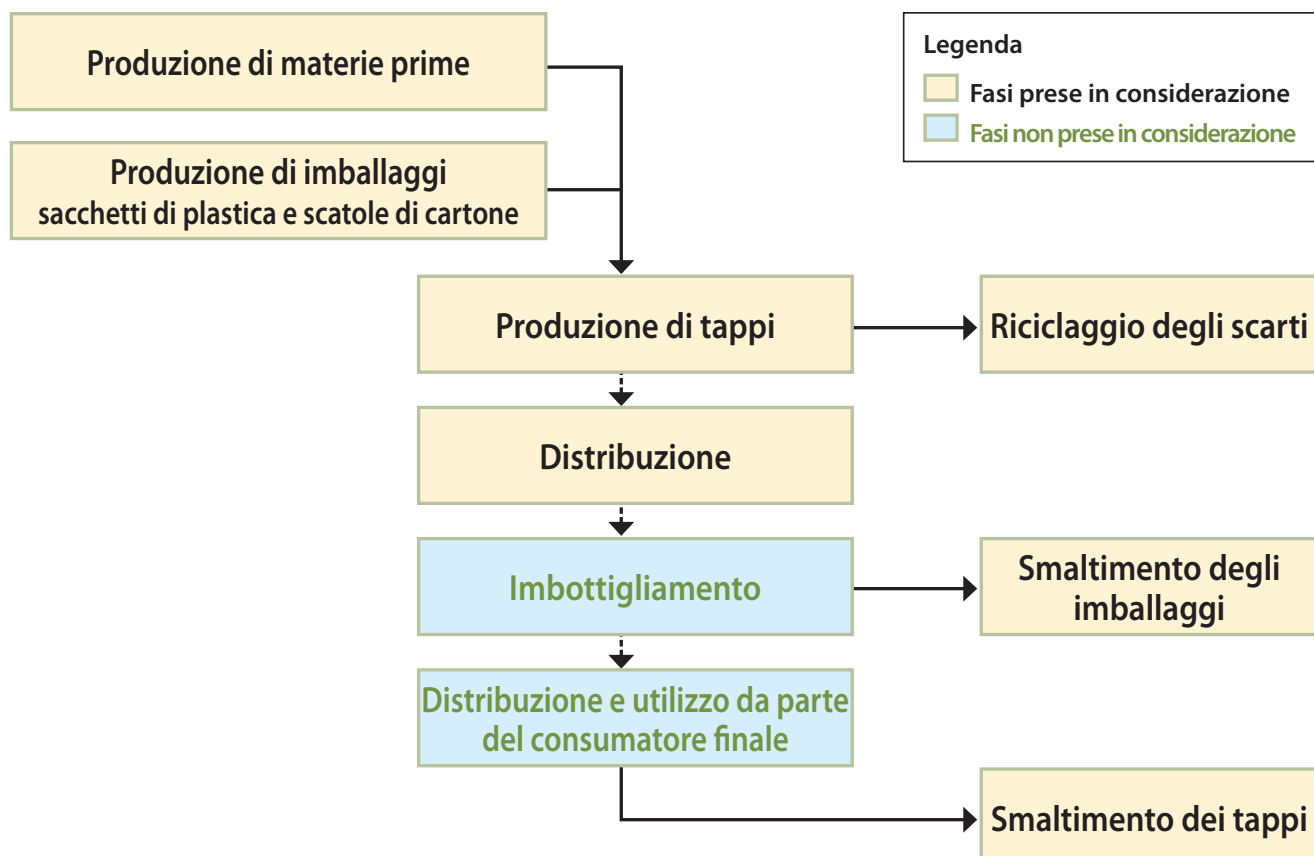 Produzione di materie prime
Legenda
Fasi prese in considerazione
Fasi non prese in considerazione
Produzione di imballaggi
sacchetti di plastica e scatole di cartone
Produzione di tappi
Riciclaggio degli scarti
Distribuzione
Imbottigliamento
Smaltimento degli
imballaggi
Distribuzione e utilizzo da parte
del consumatore finale
Smaltimento dei tappi